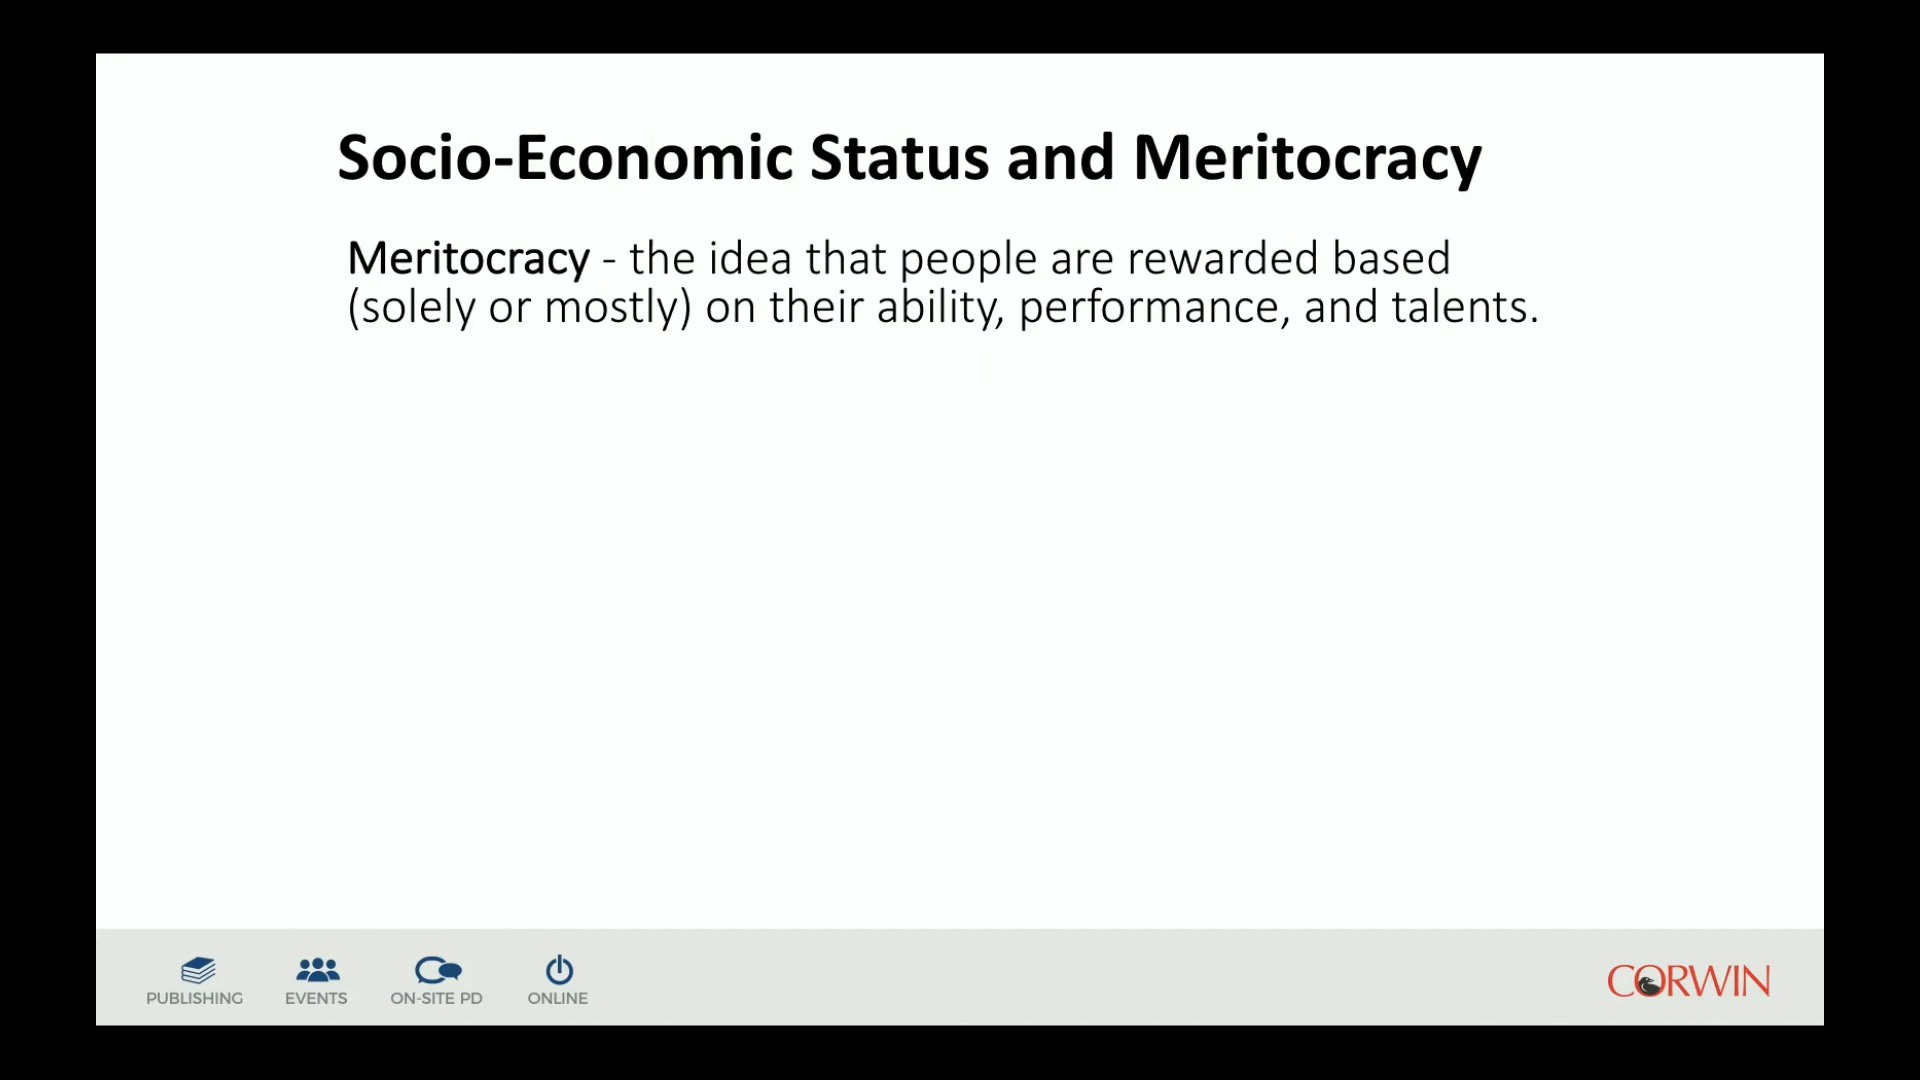 Socio-Economic Status and Meritocracy
Meritocracy - the idea that people are rewarded based
(solely or mostly) on their ability, performance, and talents.
PUBLISHING
EVENTS
ON-SITE PD
ONLINE
CORWIN